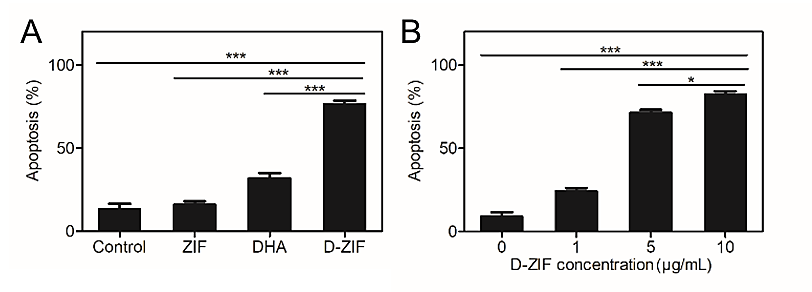 A
Apoptosis (%)
100
50
0
***
***
***
Control ZIF DHA D-ZIF
B
Apoptosis (%)
100
50
0
***
***
*
0 1 5 10
D-ZIF concentration (μg/mL)